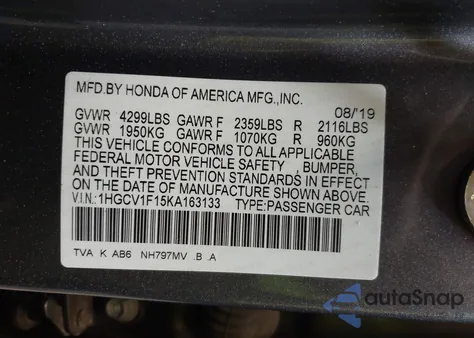 MFD.BY HONDA OF AMERICA MFG.,INC.
08/'19
GVWR 4299LBS GAWR F 2359LBS R 2116LBS
GVWR 1950KG GAWR F 1070KG R 960KG
THIS VEHICLE CONFORMS TO ALL APPLICABLE
FEDERAL MOTOR VEHICLE SAFETY , BUMPER,
AND THEFT PREVENTION STANDARDS IN EFFECT
ON THE DATE OF MANUFACTURE SHOWN ABOVE.
V.I.N.: 1HGCV1F15KA163133 TYPE:PASSENGER CAR
TVA K AB6 NH797MV .B .A
autoSnap